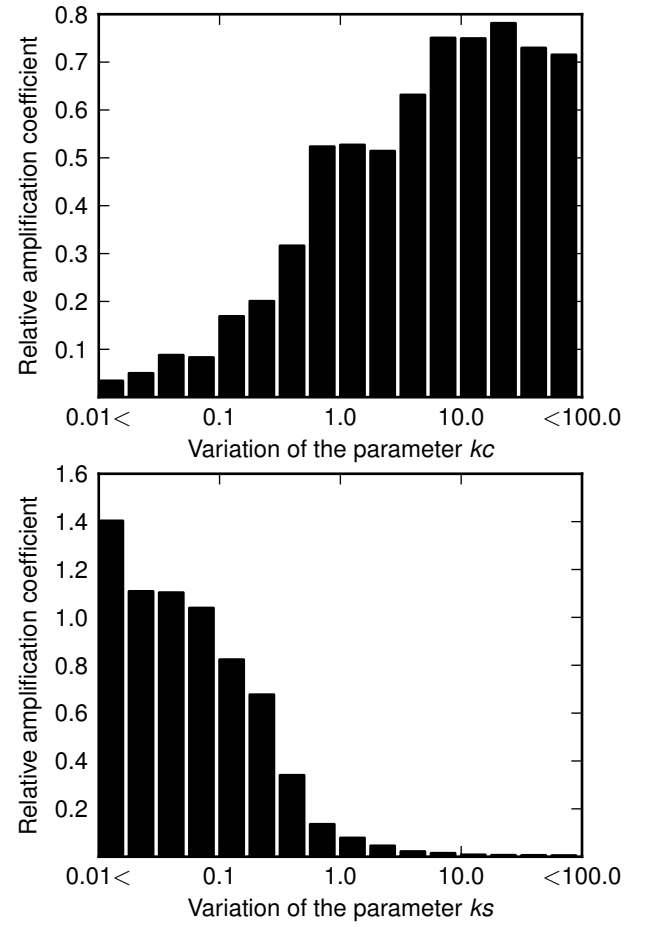 0.8
0.7
0.6
0.5
0.4
0.3
0.2
0.1
Relative amplification coefficient
0.01< 0.1 1.0 10.0 <100.0
Variation of the parameter kc
1.6
1.4
1.2
1.0
0.8
0.6
0.4
0.2
Relative amplification coefficient
0.01< 0.1 1.0 10.0 <100.0
Variation of the parameter ks